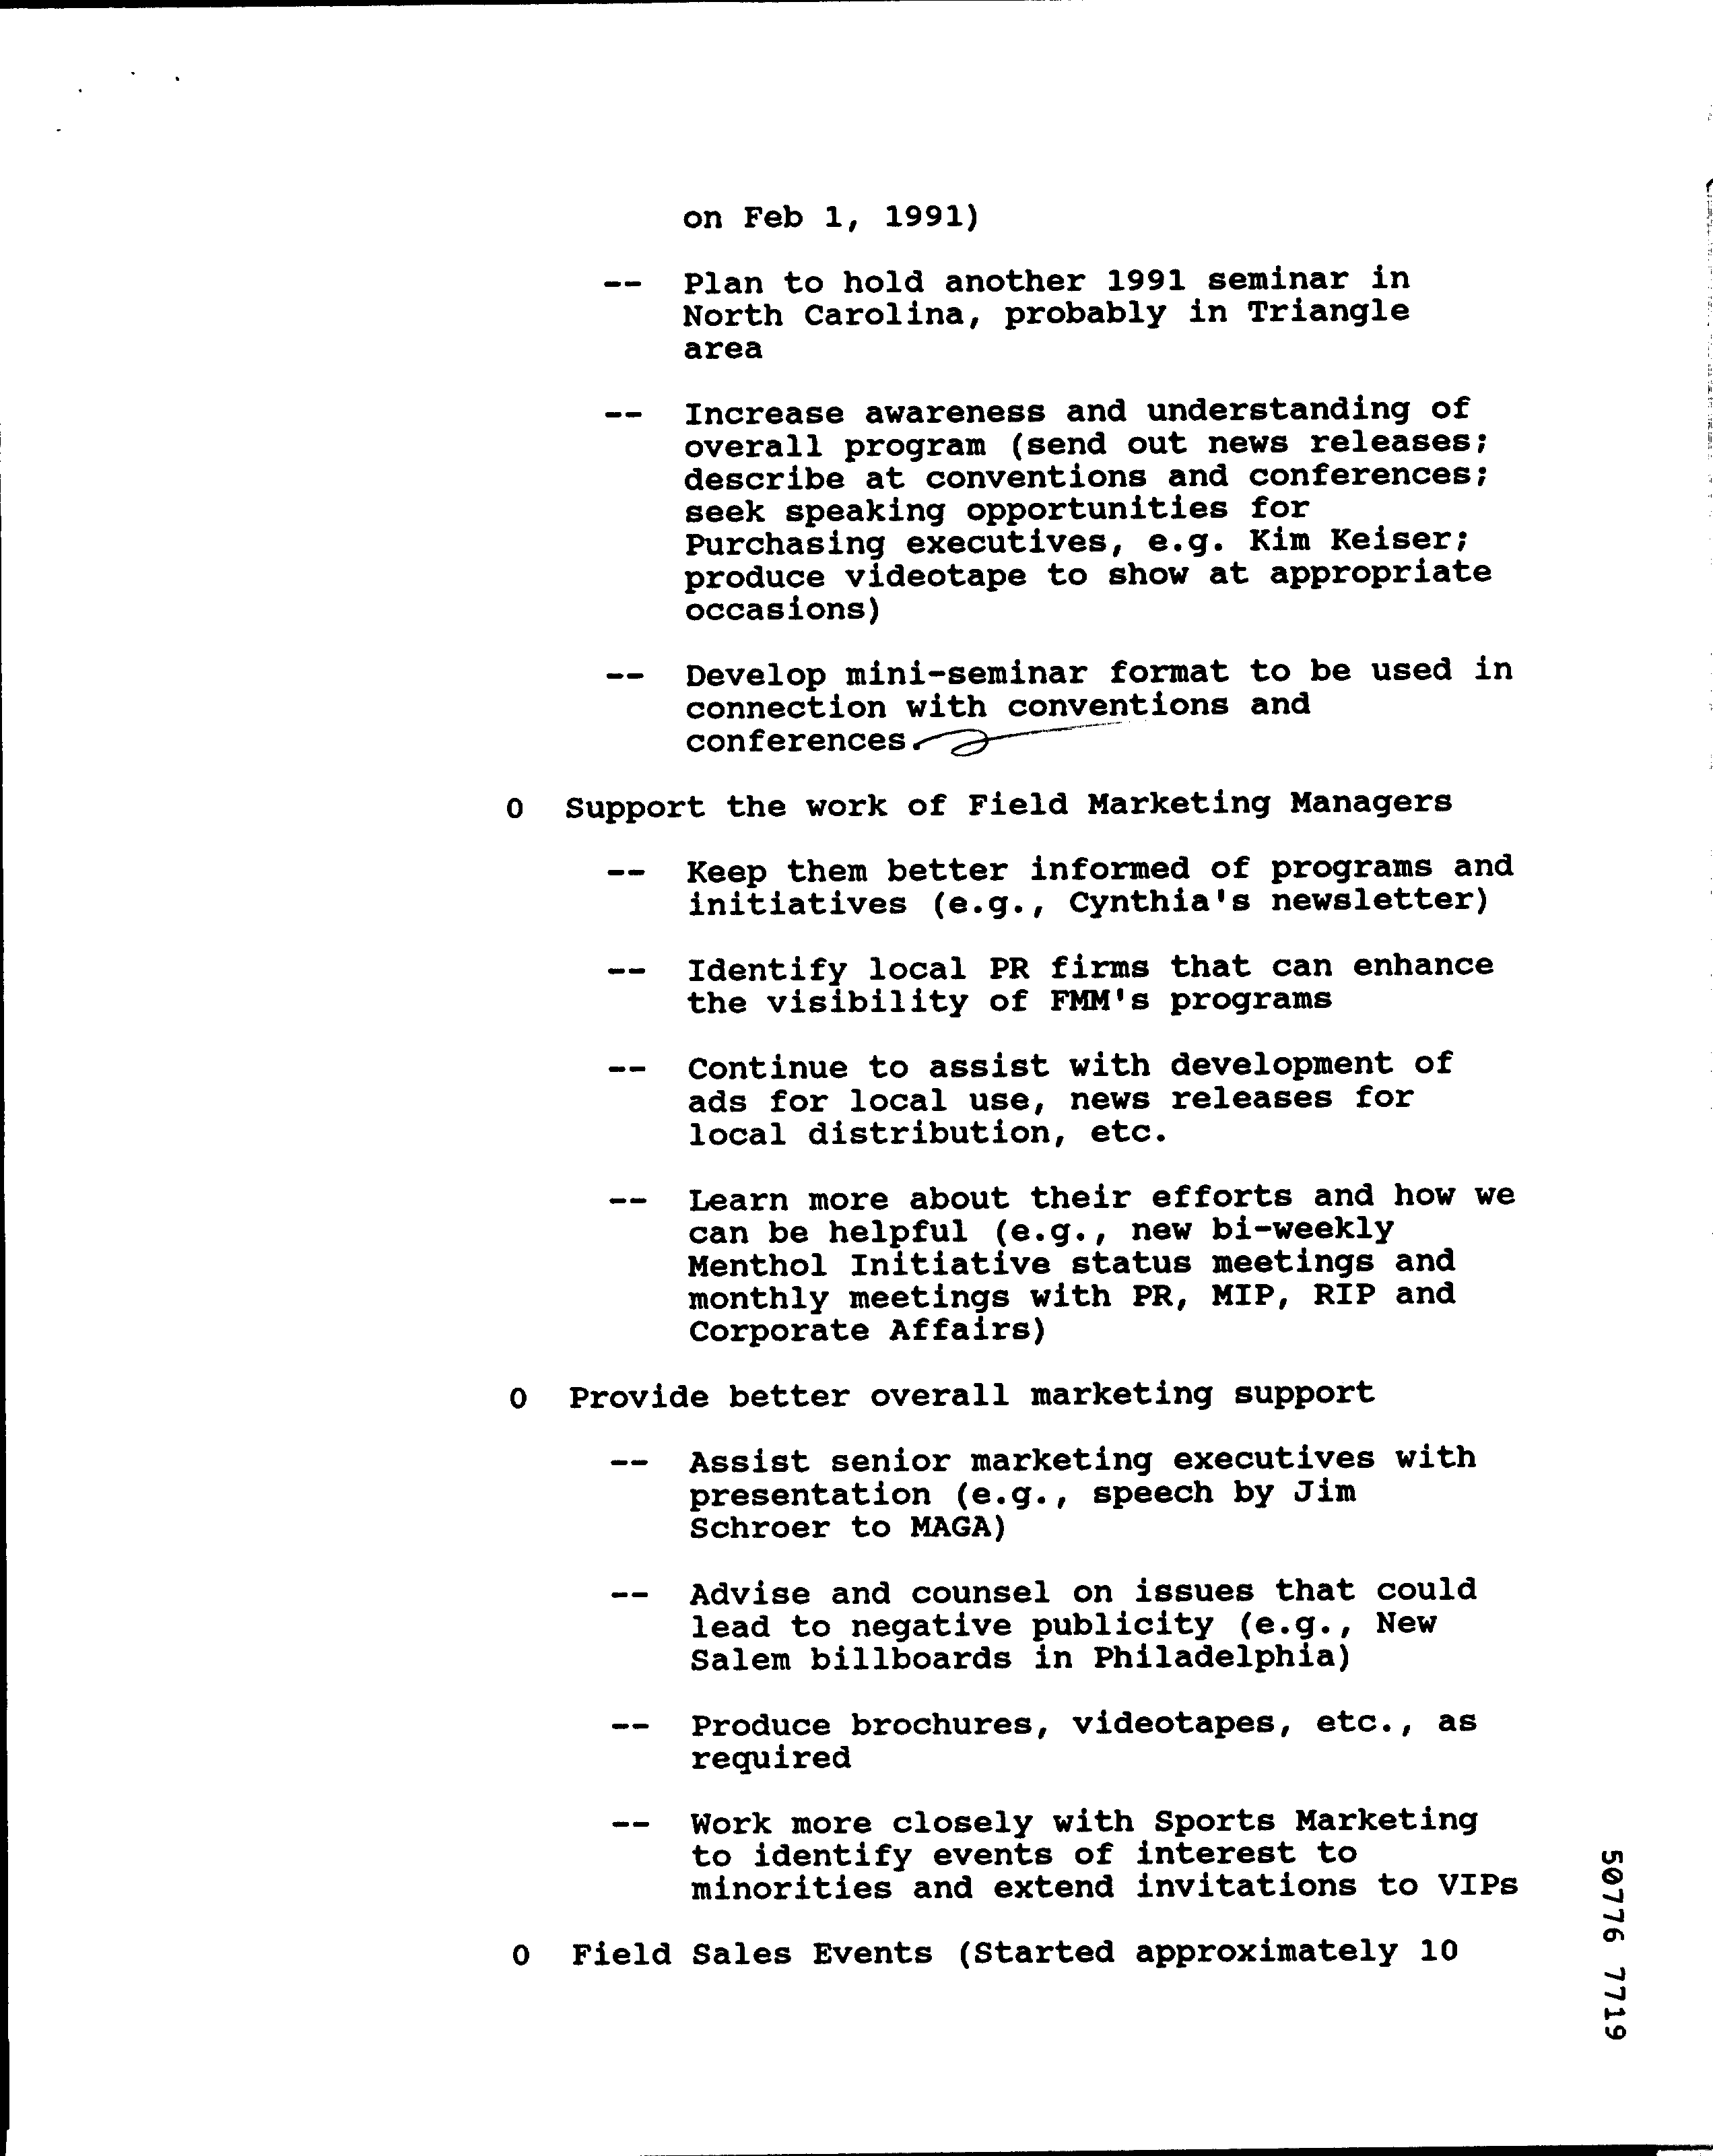 on Feb 1, 1991)
-- Plan to hold another 1991 seminar in
North Carolina, probably in Triangle
area
-- Increase awareness and understanding of
overall program (send out news releases;
describe at conventions and conferences;
seek speaking opportunities for
Purchasing executives, e.g. Kim Keiser;
produce videotape to show at appropriate
occasions)
-- Develop mini-seminar format to be used in
connection with conventions and
conferences.
0 Support the work of Field Marketing Managers
-- Keep them better informed of programs and
initiatives (e.g., Cynthia's newsletter)
-- Identify local PR firms that can enhance
the visibility of FMM's programs
-- Continue to assist with development of
ads for local use, news releases for
local distribution, etc.
-- Learn more about their efforts and how we
can be helpful (e.g., new bi-weekly
Menthol Initiative status meetings and
monthly meetings with PR, MIP, RIP and
Corporate Affairs)
0 Provide better overall marketing support
-- Assist senior marketing executives with
presentation (e.g., speech by Jim
Schroer to MAGA)
-- Advise and counsel on issues that could
lead to negative publicity (e.g., New
Salem billboards in Philadelphia)
-- Produce brochures, videotapes, etc., as
required
-- Work more closely with Sports Marketing
to identify events of interest to
minorities and extend invitations to VIPs
0 Field Sales Events (Started approximately 10
50776 7719